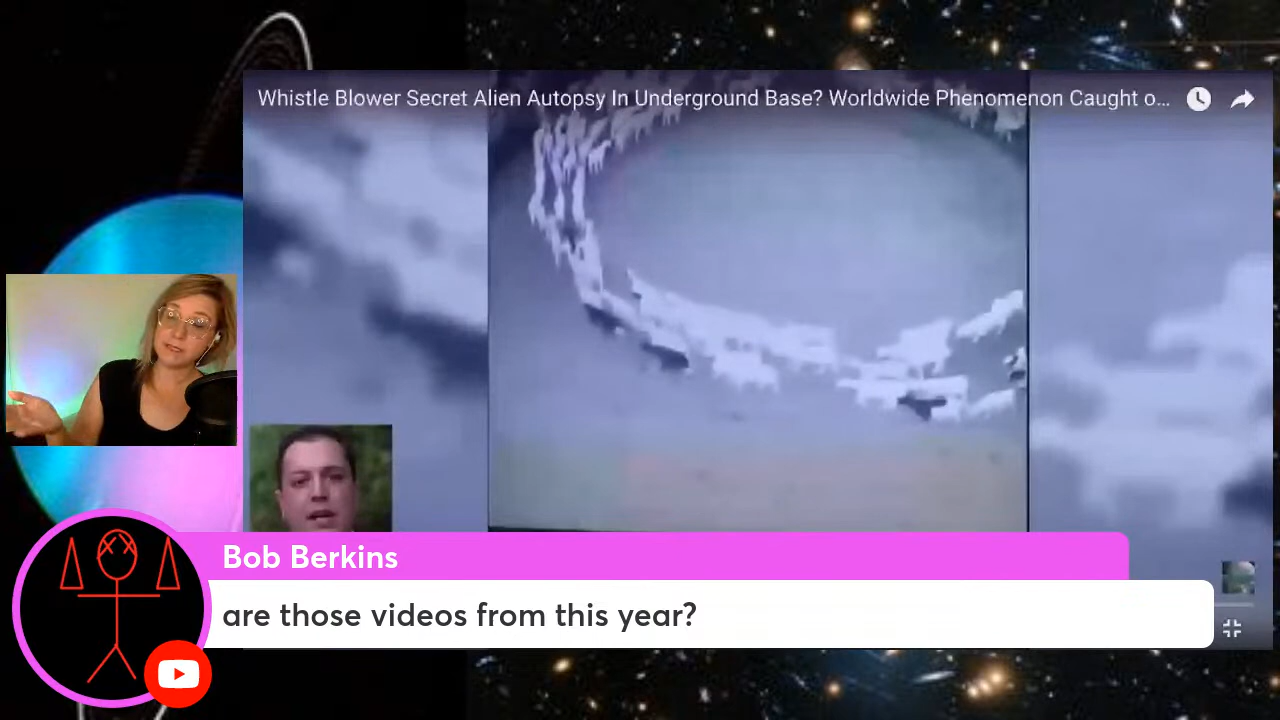 Whistle Blower Secret Alien Autopsy In Underground Base? Worldwide Phenomenon Caught o...
Bob Berkins
are those videos from this year?